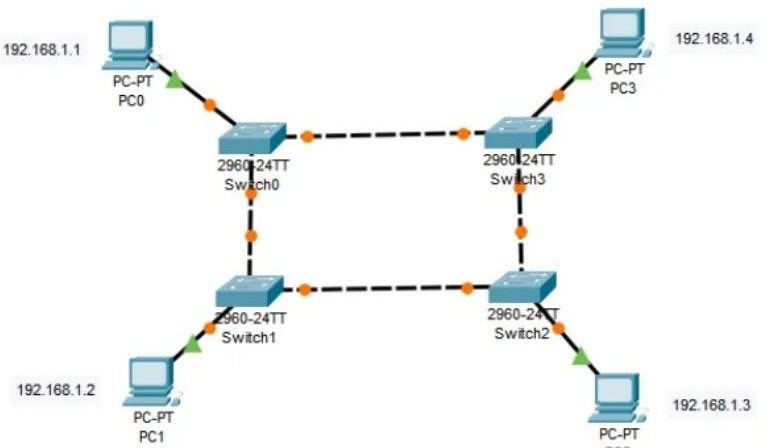 192.168.1.1
PC-PT
PC0
192.168.1.4
PC-PT
PC3
2960-24TT
Switch0
2960-24TT
Switch3
2960-24TT
Switch1
2960-24TT
Switch2
192.168.1.2
PC-PT
PC1
192.168.1.3
PC-PT